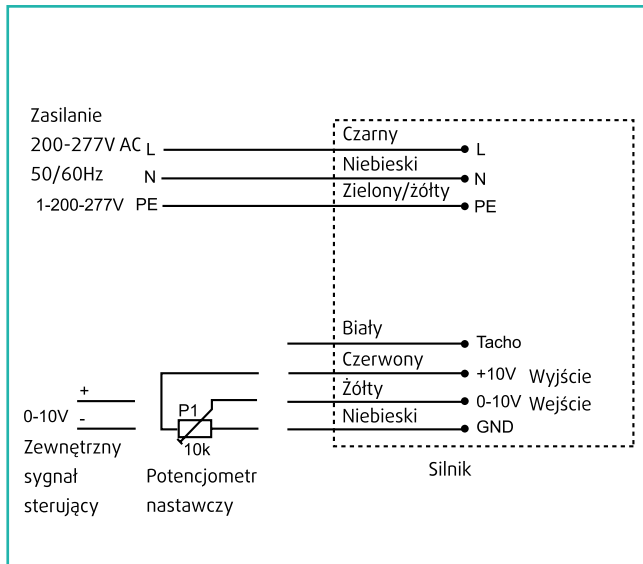 Zasilanie
200-277V AC L Czarny L
50/60Hz N Niebieski N
1-200-277V PE Zielony/żółty PE
Biały Tacho
Czerwony +10V Wyjście
+ Żółty 0-10V Wejście
0-10V - P1 Niebieski GND
10k
Zewnętrzny
sygnał
sterujący
Potencjometr
nastawczy
Silnik